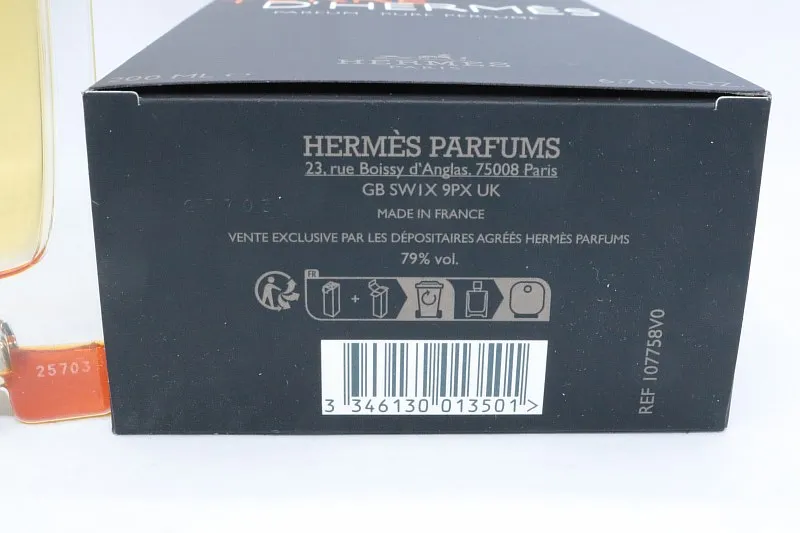 D'HERMÈS
PARFUM · PURE PERFUME
HERMÈS
PARIS
200 ML ℮
6.7 FL.OZ
HERMÈS PARFUMS
23, rue Boissy d'Anglas, 75008 Paris
GB SW1X 9PX UK
MADE IN FRANCE
VENTE EXCLUSIVE PAR LES DÉPOSITAIRES AGRÉÉS HERMÈS PARFUMS
79% vol.
FR
+
3 346130 013501 >
REF 107758V0
25703
25703